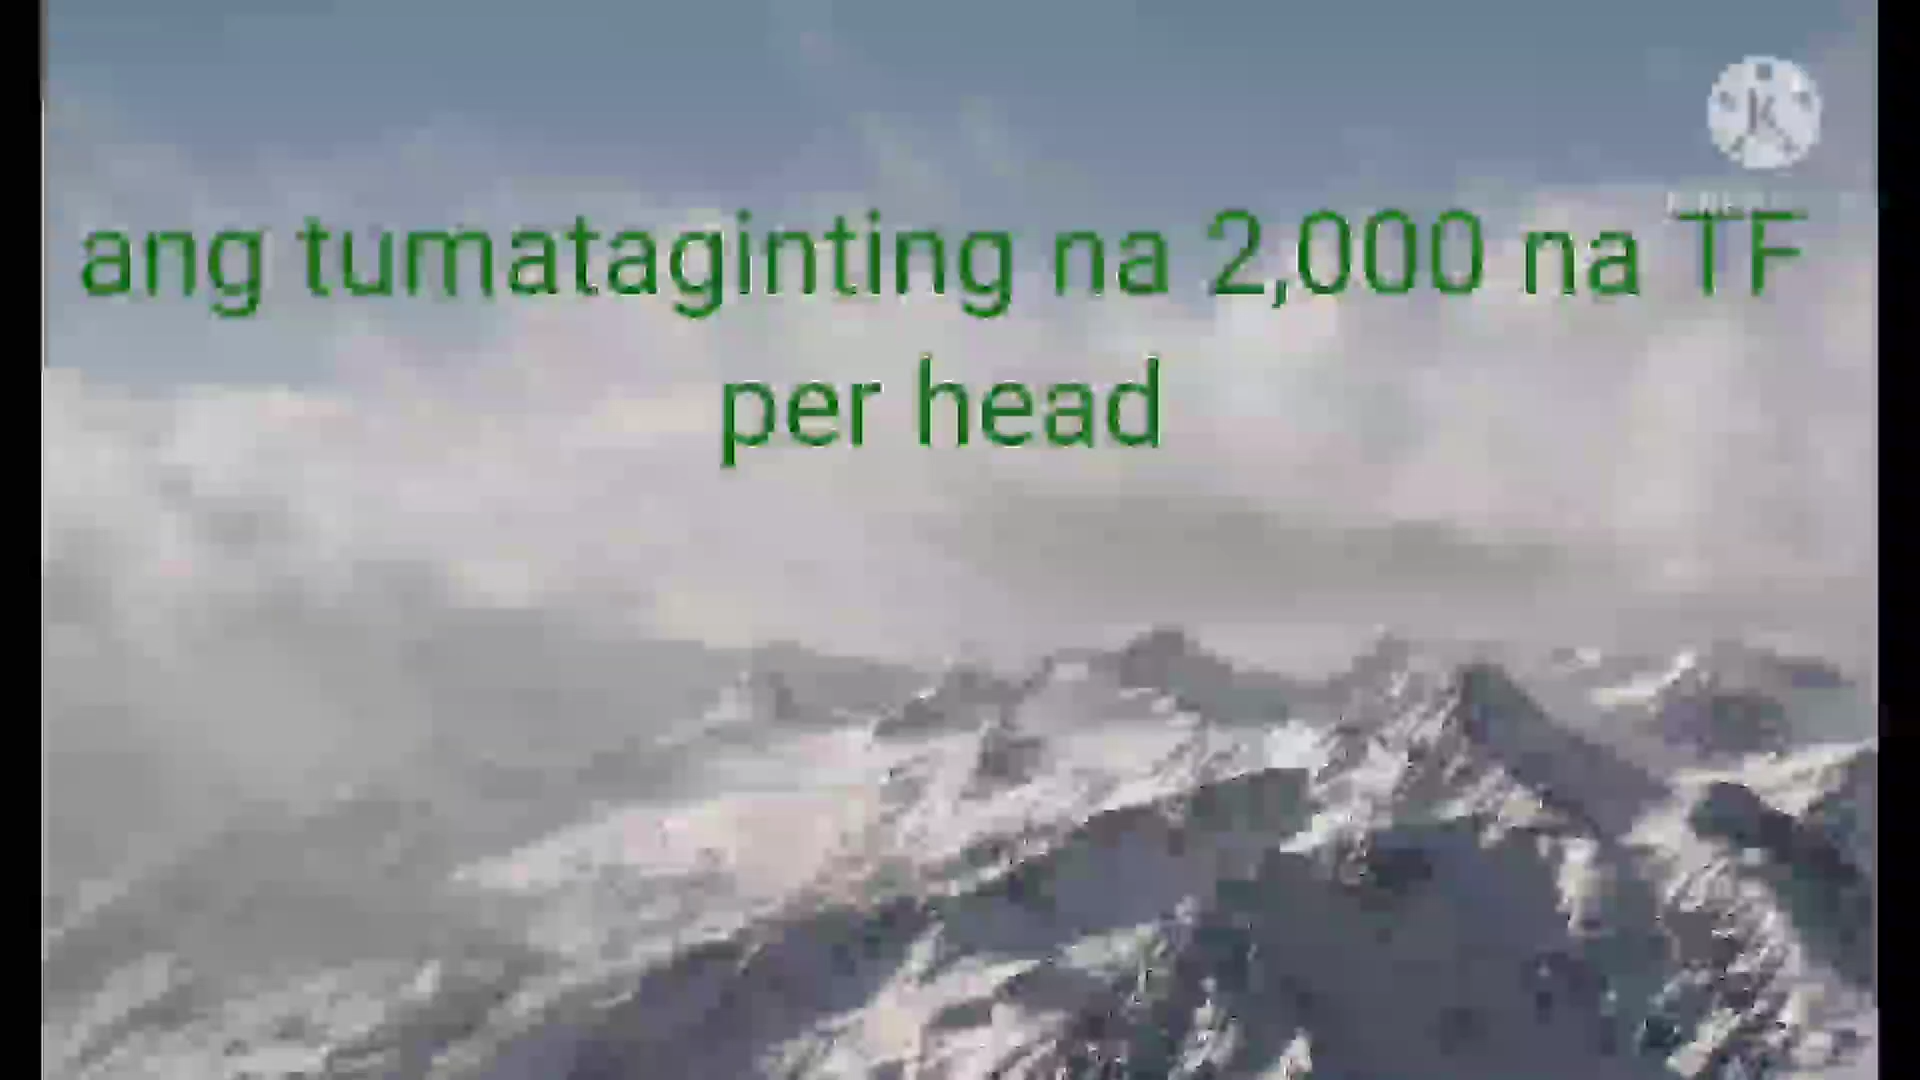 K
ang tumataginting na 2,000 na TF
per head